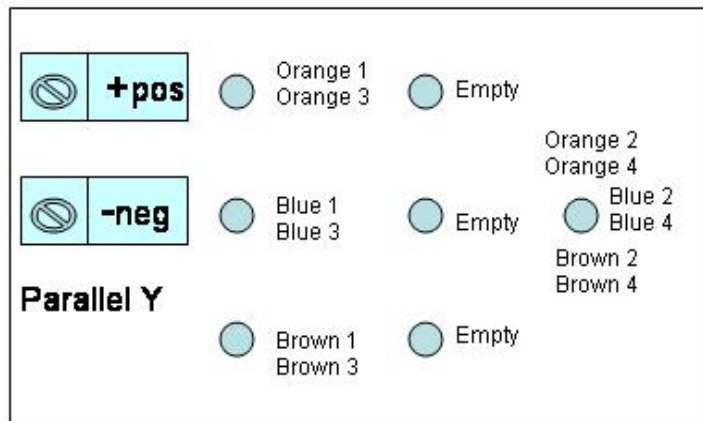 +pos
Orange 1
Orange 3
Empty
Orange 2
Orange 4
-neg
Blue 1
Blue 3
Empty
Blue 2
Blue 4
Brown 2
Brown 4
Parallel Y
Brown 1
Brown 3
Empty